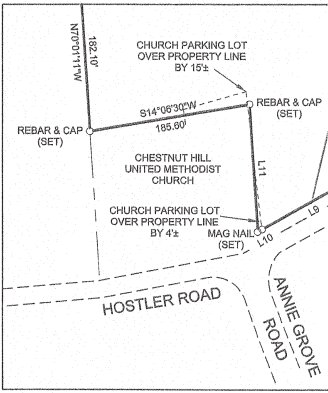 CHURCH PARKING LOT
OVER PROPERTY LINE
BY 15'±
N70°01'11"W
182.10'
S14°06'30"W
185.60'
REBAR & CAP
(SET)
REBAR & CAP
(SET)
CHESTNUT HILL
UNITED METHODIST
CHURCH
L11
CHURCH PARKING LOT
OVER PROPERTY LINE
BY 4'±
MAG NAIL
(SET)
L9
L10
HOSTLER ROAD
ANNIE GROVE
ROAD